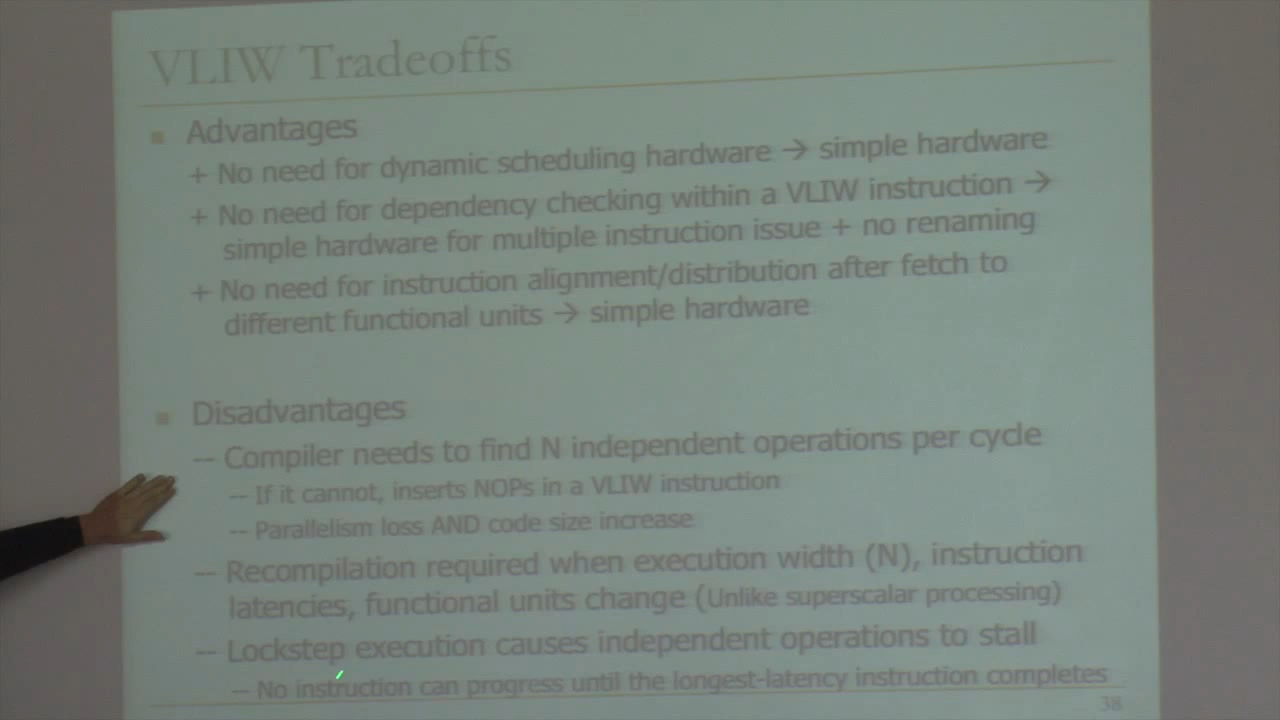 VLIW Tradeoffs
Advantages
+ No need for dynamic scheduling hardware → simple hardware
+ No need for dependency checking within a VLIW instruction →
simple hardware for multiple instruction issue + no renaming
+ No need for instruction alignment/distribution after fetch to
different functional units → simple hardware
Disadvantages
-- Compiler needs to find N independent operations per cycle
-- If it cannot, inserts NOPs in a VLIW instruction
-- Parallelism loss AND code size increase
-- Recompilation required when execution width (N), instruction
latencies, functional units change (Unlike superscalar processing)
-- Lockstep execution causes independent operations to stall
-- No instruction can progress until the longest-latency instruction completes
38